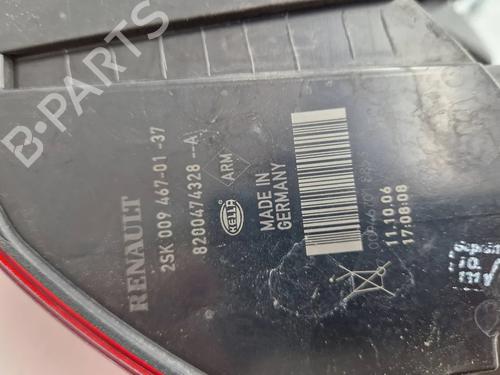 B-PARTS
RENAULT
2SK 009 467-01 -37
8200474328 --A
ARM
HELLA
MADE IN
GERMANY
11.10.06
17:08:08